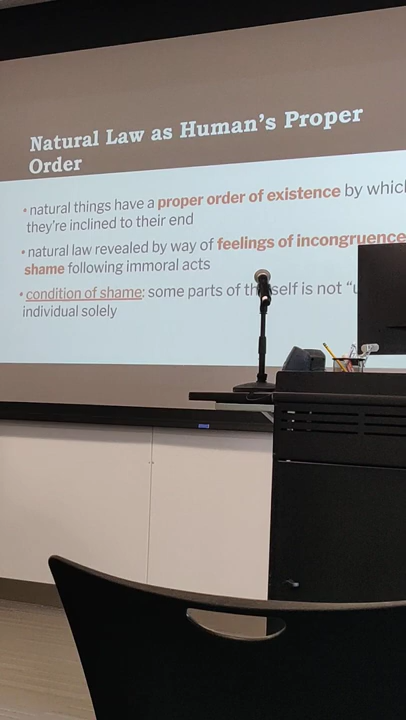 Natural Law as Human's Proper
Order
• natural things have a proper order of existence by which
they're inclined to their end
• natural law revealed by way of feelings of incongruence
shame following immoral acts
• condition of shame: some parts of the self is not "u
individual solely